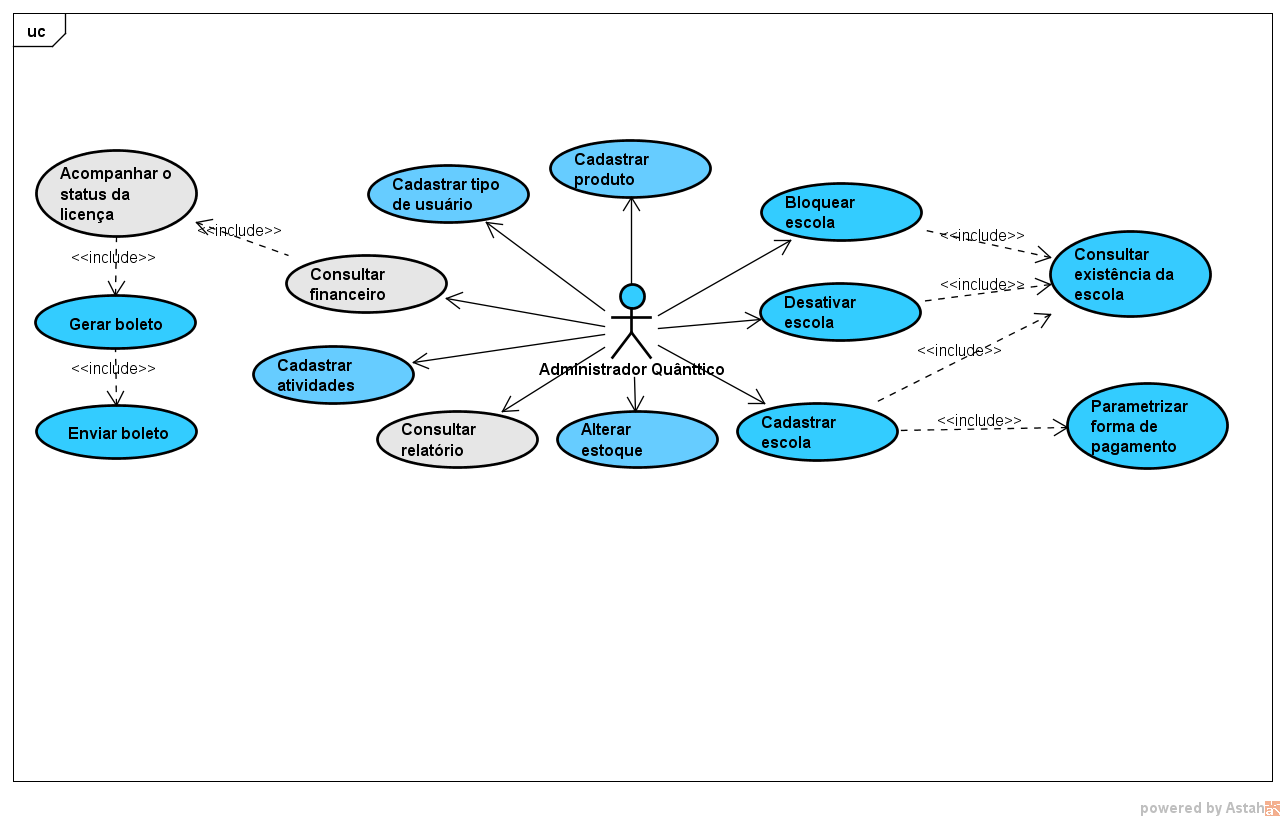 uc
Acompanhar o
status da
licença
<<include>>
Gerar boleto
<<include>>
Enviar boleto
<<include>>
Consultar
financeiro
Cadastrar tipo
de usuário
Cadastrar
produto
Cadastrar
atividades
Consultar
relatório
Alterar
estoque
Administrador Quânttico
Bloquear
escola
<<include>>
Desativar
escola
<<include>>
Consultar
existência da
escola
<<include>>
Cadastrar
escola
<<include>>
Parametrizar
forma de
pagamento
powered by Astah